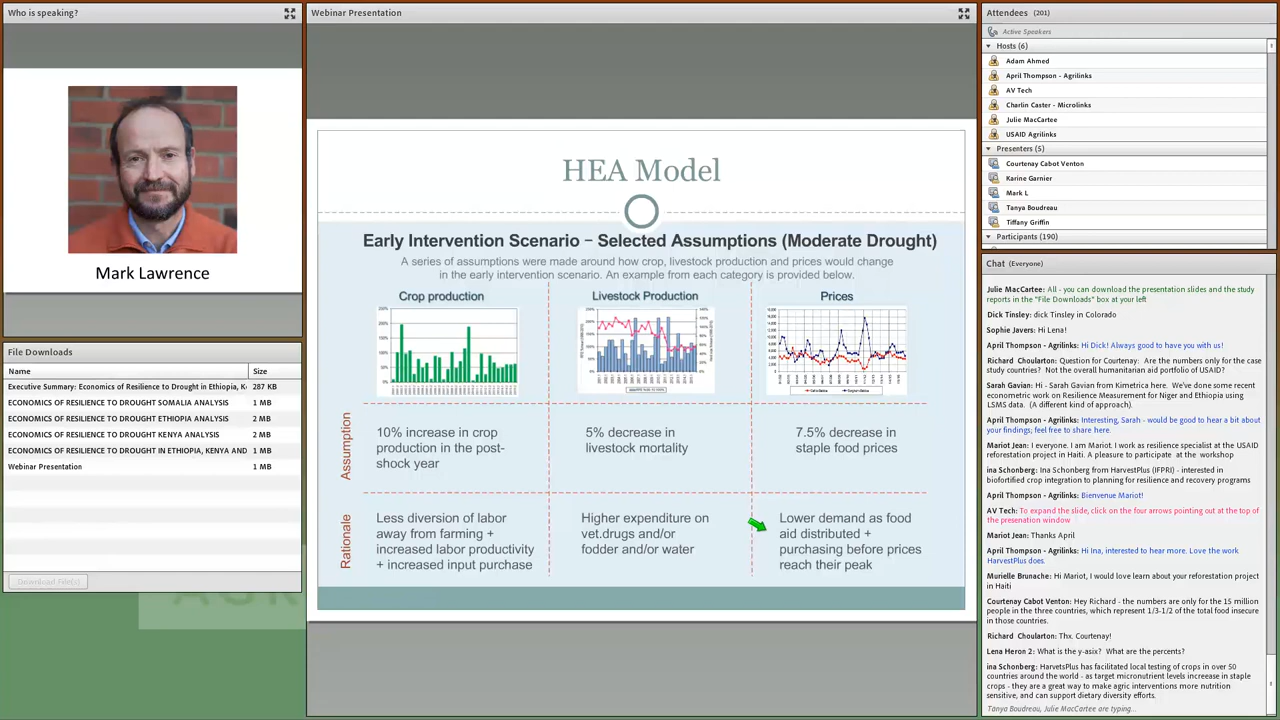 Who is speaking?
Mark Lawrence
File Downloads
Name Size
Executive Summary: Economics of Resilience to Drought in Ethiopia, K 287 KB
ECONOMICS OF RESILIENCE TO DROUGHT SOMALIA ANALYSIS 1 MB
ECONOMICS OF RESILIENCE TO DROUGHT ETHIOPIA ANALYSIS 2 MB
ECONOMICS OF RESILIENCE TO DROUGHT KENYA ANALYSIS 2 MB
ECONOMICS OF RESILIENCE TO DROUGHT IN ETHIOPIA, KENYA AND 1 MB
Webinar Presentation 1 MB
Download File(s)
Webinar Presentation
HEA Model
Early Intervention Scenario – Selected Assumptions (Moderate Drought)
A series of assumptions were made around how crop, livestock production and prices would change
in the early intervention scenario. An example from each category is provided below.
Crop production
Livestock Production
Prices
Assumption
10% increase in crop
production in the post-
shock year
5% decrease in
livestock mortality
7.5% decrease in
staple food prices
Rationale
Less diversion of labor
away from farming +
increased labor productivity
+ increased input purchase
Higher expenditure on
vet.drugs and/or
fodder and/or water
Lower demand as food
aid distributed +
purchasing before prices
reach their peak
Attendees (201)
Active Speakers
Hosts (6)
Adam Ahmed
April Thompson - Agrilinks
AV Tech
Charlin Caster - Microlinks
Julie MacCartee
USAID Agrilinks
Presenters (5)
Courtenay Cabot Venton
Karine Garnier
Mark L
Tanya Boudreau
Tiffany Griffin
Participants (190)
Chat (Everyone)
Julie MacCartee: All - you can download the presentation slides and the study
reports in the "File Downloads" box at your left
Dick Tinsley: dick Tinsley in Colorado
Sophie Javers: Hi Lena!
April Thompson - Agrilinks: Hi Dick! Always good to have you with us!
Richard Choularton: Question for Courtenay: Are the numbers only for the case
study countries? Not the overall humanitarian aid portfolio of USAID?
Sarah Gavian: Hi - Sarah Gavian from Kimetrica here. We've done some recent
econometric work on Resilience Measurement for Niger and Ethiopia using
LSMS data. (A different kind of approach).
April Thompson - Agrilinks: Interesting, Sarah - would be good to hear a bit about
your findings; feel free to share here.
Mariot Jean: I everyone. I am Mariot. I work as resilience specialist at the USAID
reforestation project in Haiti. A pleasure to participate at the workshop
ina Schonberg: Ina Schonberg from HarvestPlus (IFPRI) - interested in
biofortified crop integration to planning for resilience and recovery programs
April Thompson - Agrilinks: Bienvenue Mariot!
AV Tech: To expand the slide, click on the four arrows pointing out at the top of
the presenation window
Mariot Jean: Thanks April
April Thompson - Agrilinks: Hi Ina, interested to hear more. Love the work
HarvestPlus does.
Murielle Brunache: Hi Mariot, I would love learn about your reforestation project
in Haiti
Courtenay Cabot Venton: Hey Richard - the numbers are only for the 15 million
people in the three countries, which represent 1/3-1/2 of the total food insecure
in those countries.
Richard Choularton: Thx. Courtenay!
Lena Heron 2: What is the y-asix? What are the percents?
ina Schonberg: HarvetsPlus has facilitated local testing of crops in over 50
countries around the world - as target micronutrient levels increease in staple
crops - they are a great way to make agric interventions more nutrition
sensitive, and can support dietary diversity efforts.
Tanya Boudreau, Julie MacCartee are typing...